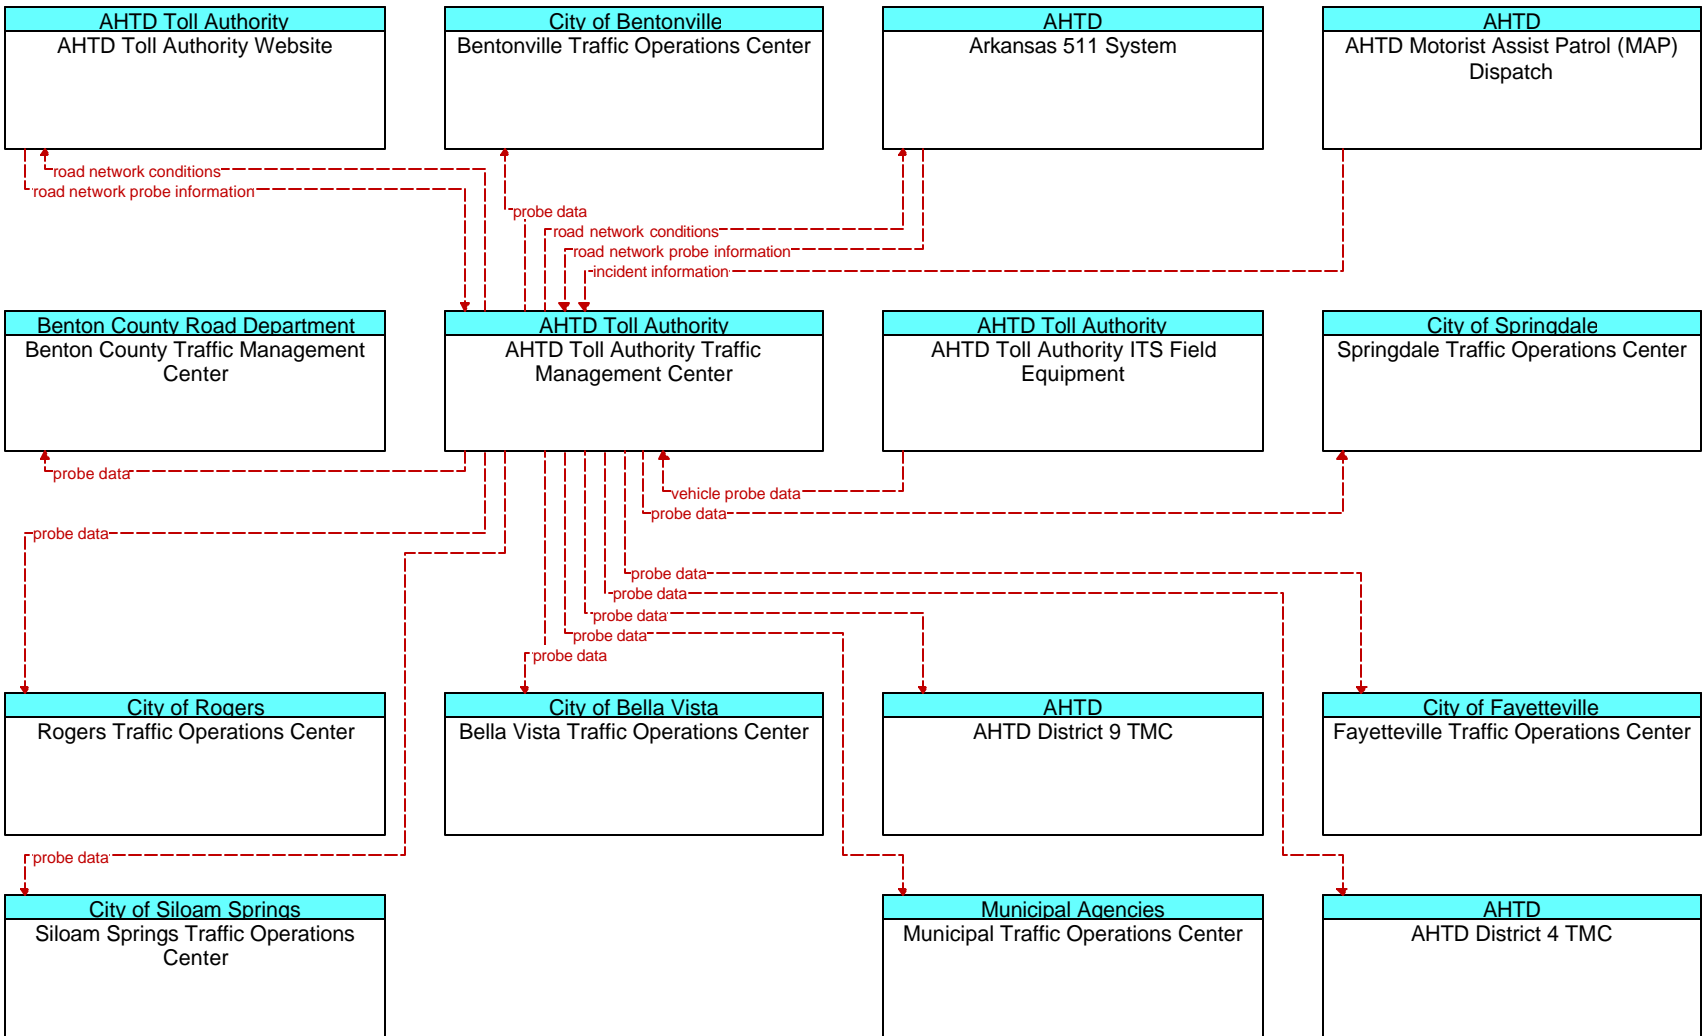 AHTD Toll Authority
AHTD Toll Authority Website
City of Bentonville
Bentonville Traffic Operations Center
AHTD
Arkansas 511 System
AHTD
AHTD Motorist Assist Patrol (MAP)
Dispatch
road network conditions
road network probe information
probe data
road network conditions
road network probe information
incident information
Benton County Road Department
Benton County Traffic Management
Center
AHTD Toll Authority
AHTD Toll Authority Traffic
Management Center
AHTD Toll Authority
AHTD Toll Authority ITS Field
Equipment
City of Springdale
Springdale Traffic Operations Center
probe data
vehicle probe data
probe data
probe data
probe data
probe data
probe data
probe data
probe data
City of Rogers
Rogers Traffic Operations Center
City of Bella Vista
Bella Vista Traffic Operations Center
AHTD
AHTD District 9 TMC
City of Fayetteville
Fayetteville Traffic Operations Center
probe data
City of Siloam Springs
Siloam Springs Traffic Operations
Center
Municipal Agencies
Municipal Traffic Operations Center
AHTD
AHTD District 4 TMC